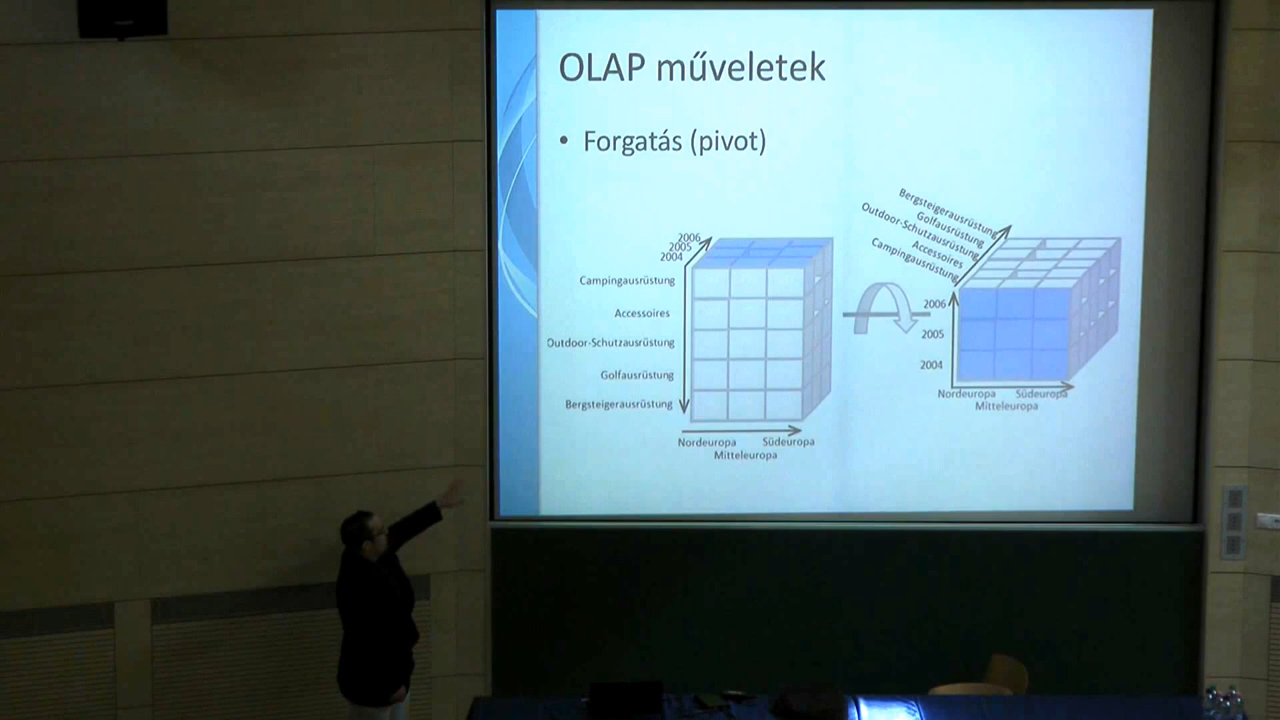 OLAP műveletek
• Forgatás (pivot)
2006
2005
2004
Campingausrüstung
Accessoires
Outdoor-Schutzausrüstung
Golfausrüstung
Bergsteigerausrüstung
Nordeuropa Südeuropa
Mitteleuropa
Bergsteigerausrüstung
Golfausrüstung
Outdoor-Schutzausrüstung
Accessoires
Campingausrüstung
2006
2005
2004
Nordeuropa Südeuropa
Mitteleuropa